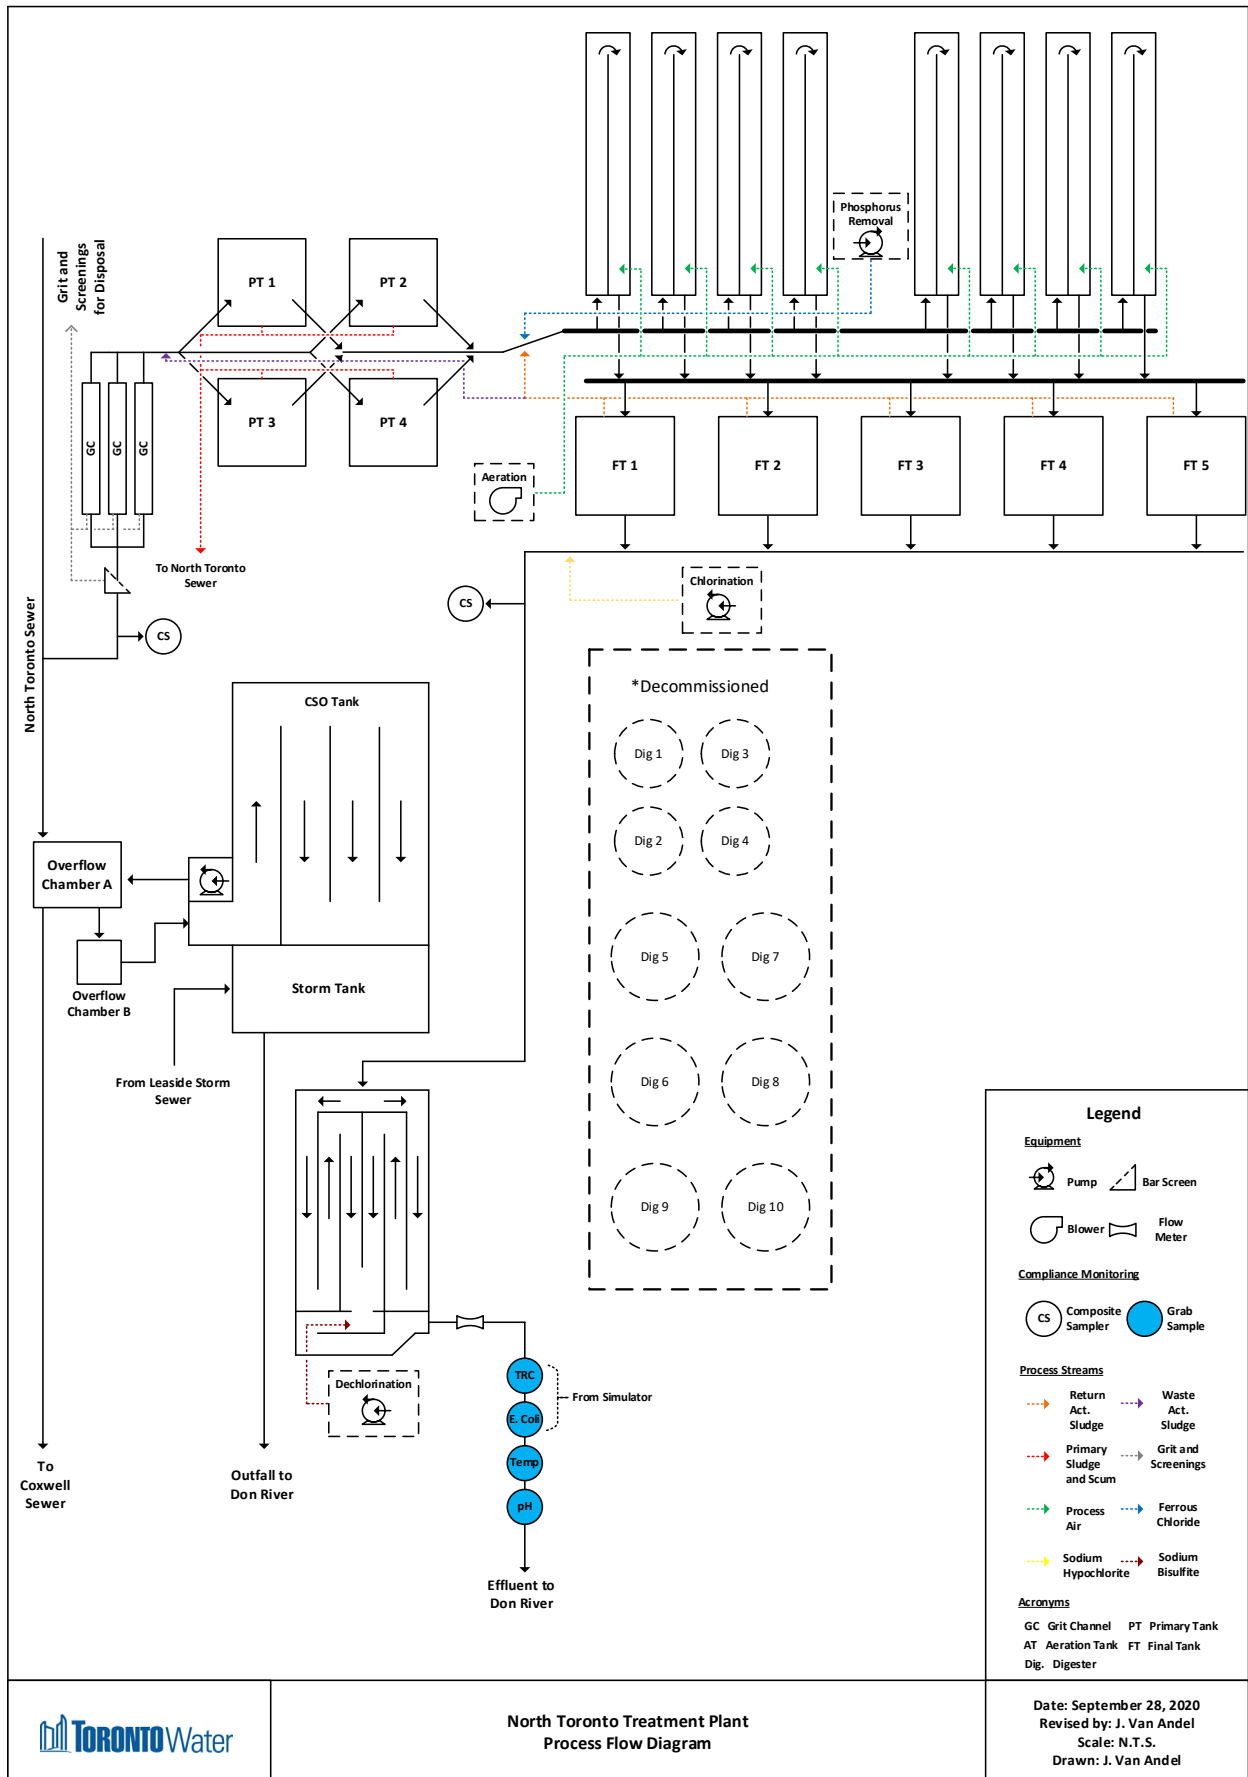 Grit and
Screenings
for Disposal
Phosphorus
Removal
PT 1
PT 2
PT 3
PT 4
GC
GC
GC
FT 1
FT 2
FT 3
FT 4
FT 5
Aeration
To North Toronto
Sewer
Chlorination
CS
CS
North Toronto Sewer
*Decommissioned
CSO Tank
Dig 1
Dig 3
Dig 2
Dig 4
Overflow
Chamber A
Dig 5
Dig 7
Storm Tank
Overflow
Chamber B
From Leaside Storm
Sewer
Dig 6
Dig 8
Dig 9
Dig 10
Dechlorination
TRC
E. Coli
From Simulator
Temp
pH
To
Coxwell
Sewer
Outfall to
Don River
Effluent to
Don River
Legend
Equipment
Pump
Bar Screen
Blower
Flow
Meter
Compliance Monitoring
CS
Composite
Sampler
Grab
Sample
Process Streams
Return
Act.
Sludge
Waste
Act.
Sludge
Primary
Sludge
and Scum
Grit and
Screenings
Process
Air
Ferrous
Chloride
Sodium
Hypochlorite
Sodium
Bisulfite
Acronyms
GC Grit Channel PT Primary Tank
AT Aeration Tank FT Final Tank
Dig. Digester
TORONTO Water
North Toronto Treatment Plant
Process Flow Diagram
Date: September 28, 2020
Revised by: J. Van Andel
Scale: N.T.S.
Drawn: J. Van Andel